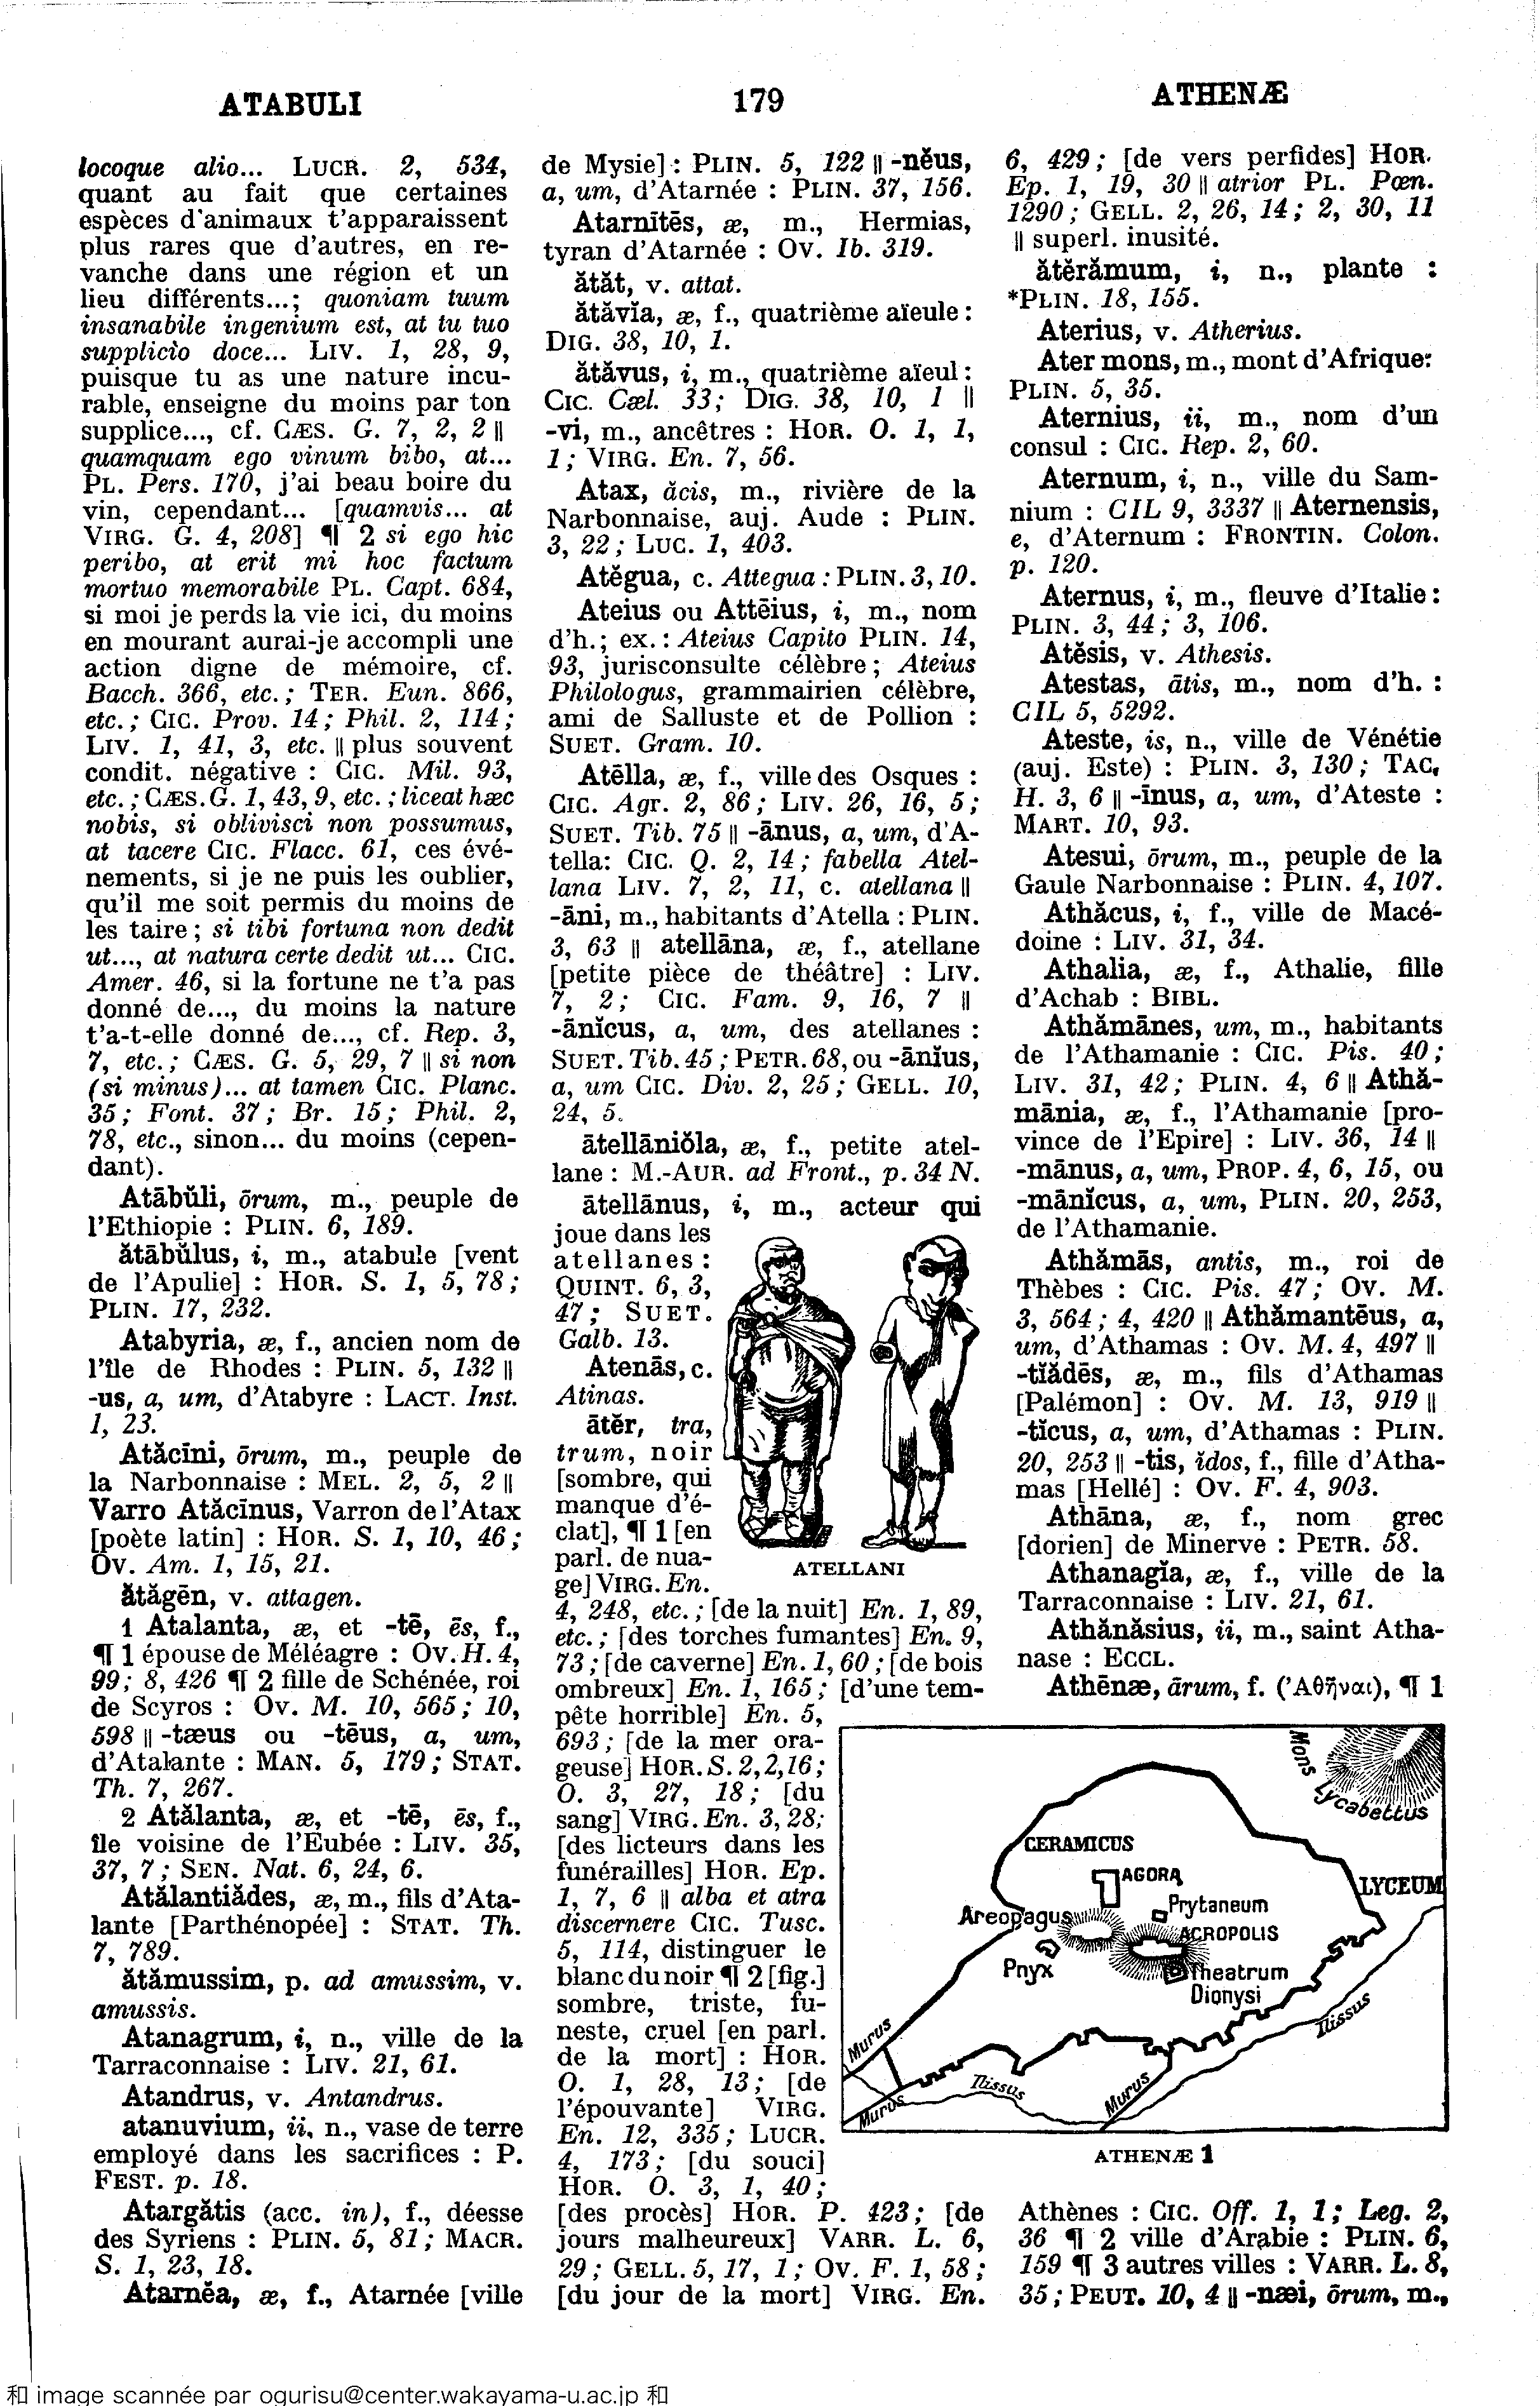 ATABULI
179
ATHENÆ
locoque alio... LUCR. 2, 534,
quant au fait que certaines
espèces d'animaux t'apparaissent
plus rares que d'autres, en re-
vanche dans une région et un
lieu différents...; quoniam tuum
insanabile ingenium est, at tu tuo
supplicio doce... LIV. 1, 28, 9,
puisque tu as une nature incu-
rable, enseigne du moins par ton
supplice..., cf. CÆS. G. 7, 2, 2 ||
quamquam ego vinum bibo, at...
PL. Pers. 170, j'ai beau boire du
vin, cependant... [quamvis... at
VIRG. G. 4, 208] ¶ 2 si ego hic
peribo, at erit mi hoc factum
mortuo memorabile PL. Capt. 684,
si moi je perds la vie ici, du moins
en mourant aurai-je accompli une
action digne de mémoire, cf.
Bacch. 366, etc.; TER. Eun. 866,
etc.; CIC. Prov. 14; Phil. 2, 114;
LIV. 1, 41, 3, etc. || plus souvent
condit. négative : CIC. Mil. 93,
etc.; CÆS. G. 1, 43, 9, etc.; liceat hæc
nobis, si oblivisci non possumus,
at tacere CIC. Flacc. 61, ces évé-
nements, si je ne puis les oublier,
qu'il me soit permis du moins de
les taire; si tibi fortuna non dedit
ut..., at natura certe dedit ut... CIC.
Amer. 46, si la fortune ne t'a pas
donné de..., du moins la nature
t'a-t-elle donné de..., cf. Rep. 3,
7, etc.; CÆS. G. 5, 29, 7 || si non
(si minus)... at tamen CIC. Planc.
35; Font. 37; Br. 15; Phil. 2,
78, etc., sinon... du moins (cepen-
dant).
Atābŭli, ōrum, m., peuple de
l'Ethiopie : PLIN. 6, 189.
ătābŭlus, i, m., atabule [vent
de l'Apulie] : HOR. S. 1, 5, 78;
PLIN. 17, 232.
Atabyria, æ, f., ancien nom de
l'île de Rhodes : PLIN. 5, 132 ||
-us, a, um, d'Atabyre : LACT. Inst.
1, 23.
Atăcīni, ōrum, m., peuple de
la Narbonnaise : MEL. 2, 5, 2 ||
Varro Atăcīnus, Varron de l'Atax
[poète latin] : HOR. S. 1, 10, 46;
OV. Am. 1, 15, 21.
ătăgēn, v. attagen.
1 Atalanta, æ, et -tē, ēs, f.,
¶ 1 épouse de Méléagre : OV. H. 4,
99; 8, 426 ¶ 2 fille de Schénée, roi
de Scyros : OV. M. 10, 565; 10,
598 || -tæus ou -tēus, a, um,
d'Atalante : MAN. 5, 179; STAT.
Th. 7, 267.
2 Atălanta, æ, et -tē, ēs, f.,
île voisine de l'Eubée : LIV. 35,
37, 7; SEN. Nat. 6, 24, 6.
Atălantiădes, æ, m., fils d'Ata-
lante [Parthénopée] : STAT. Th.
7, 789.
ătămussim, p. ad amussim, v.
amussis.
Atanagrum, i, n., ville de la
Tarraconnaise : LIV. 21, 61.
Atandrus, v. Antandrus.
atanuvium, ii, n., vase de terre
employé dans les sacrifices : P.
FEST. p. 18.
Atargătis (acc. in), f., déesse
des Syriens : PLIN. 5, 81; MACR.
S. 1, 23, 18.
Atarnĕa, æ, f., Atarnée [ville
de Mysie] : PLIN. 5, 122 || -nĕus,
a, um, d'Atarnée : PLIN. 37, 156.
Atarnītēs, æ, m., Hermias,
tyran d'Atarnée : OV. Ib. 319.
ătăt, v. attat.
ătăvĭa, æ, f., quatrième aïeule :
DIG. 38, 10, 1.
ătăvus, i, m., quatrième aïeul :
CIC. Cæl. 33; DIG. 38, 10, 1 ||
-vi, m., ancêtres : HOR. O. 1, 1,
1; VIRG. En. 7, 56.
Atax, ăcis, m., rivière de la
Narbonnaise, auj. Aude : PLIN.
3, 22; LUC. 1, 403.
Atĕgua, c. Attegua : PLIN. 3, 10.
Ateius ou Attēius, i, m., nom
d'h.; ex. : Ateius Capito PLIN. 14,
93, jurisconsulte célèbre; Ateius
Philologus, grammairien célèbre,
ami de Salluste et de Pollion :
SUET. Gram. 10.
Atēlla, æ, f., ville des Osques :
CIC. Agr. 2, 86; LIV. 26, 16, 5;
SUET. Tib. 75 || -ānus, a, um, d'A-
tella: CIC. Q. 2, 14; fabella Atel-
lana LIV. 7, 2, 11, c. atellana ||
-āni, m., habitants d'Atella : PLIN.
3, 63 || atellāna, æ, f., atellane
[petite pièce de théâtre] : LIV.
7, 2; CIC. Fam. 9, 16, 7 ||
-ānĭcus, a, um, des atellanes :
SUET. Tib. 45; PETR. 68, ou -ānĭus,
a, um CIC. Div. 2, 25; GELL. 10,
24, 5.
ātellāniŏla, æ, f., petite atel-
lane : M.-AUR. ad Front., p. 34 N.
ātellānus, i, m., acteur qui
joue dans les
atellanes :
QUINT. 6, 3,
47; SUET.
Galb. 13.
Atenās, c.
Atinas.
ātĕr, tra,
trum, noir
[sombre, qui
manque d'é-
clat], ¶ 1 [en
parl. de nua-
ge] VIRG. En.
ATELLANI
4, 248, etc.; [de la nuit] En. 1, 89,
etc.; [des torches fumantes] En. 9,
73; [de caverne] En. 1, 60; [de bois
ombreux] En. 1, 165; [d'une tem-
pête horrible] En. 5,
693; [de la mer ora-
geuse] HOR. S. 2, 2, 16;
O. 3, 27, 18; [du
sang] VIRG. En. 3, 28;
[des licteurs dans les
funérailles] HOR. Ep.
1, 7, 6 || alba et atra
discernere CIC. Tusc.
5, 114, distinguer le
blanc du noir ¶ 2 [fig.]
sombre, triste, fu-
neste, cruel [en parl.
de la mort] : HOR.
O. 1, 28, 13; [de
l'épouvante] VIRG.
En. 12, 335; LUCR.
4, 173; [du souci]
HOR. O. 3, 1, 40;
[des procès] HOR. P. 423; [de
jours malheureux] VARR. L. 6,
29; GELL. 5, 17, 1; OV. F. 1, 58;
[du jour de la mort] VIRG. En.
6, 429; [de vers perfides] HOR.
Ep. 1, 19, 30 || atrior PL. Pœn.
1290; GELL. 2, 26, 14; 2, 30, 11
|| superl. inusité.
ătĕrămum, i, n., plante :
*PLIN. 18, 155.
Aterius, v. Atherius.
Ater mons, m., mont d'Afrique:
PLIN. 5, 35.
Aternius, ii, m., nom d'un
consul : CIC. Rep. 2, 60.
Aternum, i, n., ville du Sam-
nium : CIL 9, 3337 || Aternensis,
e, d'Aternum : FRONTIN. Colon.
p. 120.
Aternus, i, m., fleuve d'Italie :
PLIN. 3, 44; 3, 106.
Atĕsis, v. Athesis.
Atestas, ātis, m., nom d'h. :
CIL 5, 5292.
Ateste, is, n., ville de Vénétie
(auj. Este) : PLIN. 3, 130; TAC.
H. 3, 6 || -īnus, a, um, d'Ateste :
MART. 10, 93.
Atesui, ōrum, m., peuple de la
Gaule Narbonnaise : PLIN. 4, 107.
Athăcus, i, f., ville de Macé-
doine : LIV. 31, 34.
Athalia, æ, f., Athalie, fille
d'Achab : BIBL.
Athămānes, um, m., habitants
de l'Athamanie : CIC. Pis. 40;
LIV. 31, 42; PLIN. 4, 6 || Athă-
mānia, æ, f., l'Athamanie [pro-
vince de l'Epire] : LIV. 36, 14 ||
-mānus, a, um, PROP. 4, 6, 15, ou
-mānĭcus, a, um, PLIN. 20, 253,
de l'Athamanie.
Athămās, antis, m., roi de
Thèbes : CIC. Pis. 47; OV. M.
3, 564; 4, 420 || Athămantēus, a,
um, d'Athamas : OV. M. 4, 497 ||
-tĭădēs, æ, m., fils d'Athamas
[Palémon] : OV. M. 13, 919 ||
-tĭcus, a, um, d'Athamas : PLIN.
20, 253 || -tis, ĭdos, f., fille d'Atha-
mas [Hellé] : OV. F. 4, 903.
Athāna, æ, f., nom grec
[dorien] de Minerve : PETR. 58.
Athanagĭa, æ, f., ville de la
Tarraconnaise : LIV. 21, 61.
Athănăsius, ii, m., saint Atha-
nase : ECCL.
Athēnæ, ārum, f. (Ἀθῆναι), ¶ 1
Mons Lycabettus
CERAMICUS
AGORA
LYCEUM
Prytaneum
Areopagus
ACROPOLIS
Pnyx
Theatrum
Dionysi
Ilissus
Murus
Ilissus
Murus
Murus
ATHENÆ 1
Athènes : CIC. Off. 1, 1; Leg. 2,
36 ¶ 2 ville d'Arabie : PLIN. 6,
159 ¶ 3 autres villes : VARR. L. 8,
35; PEUT. 10, 4 || -næi, ōrum, m.,
和 image scannée par ogurisu@center.wakayama-u.ac.jp 和